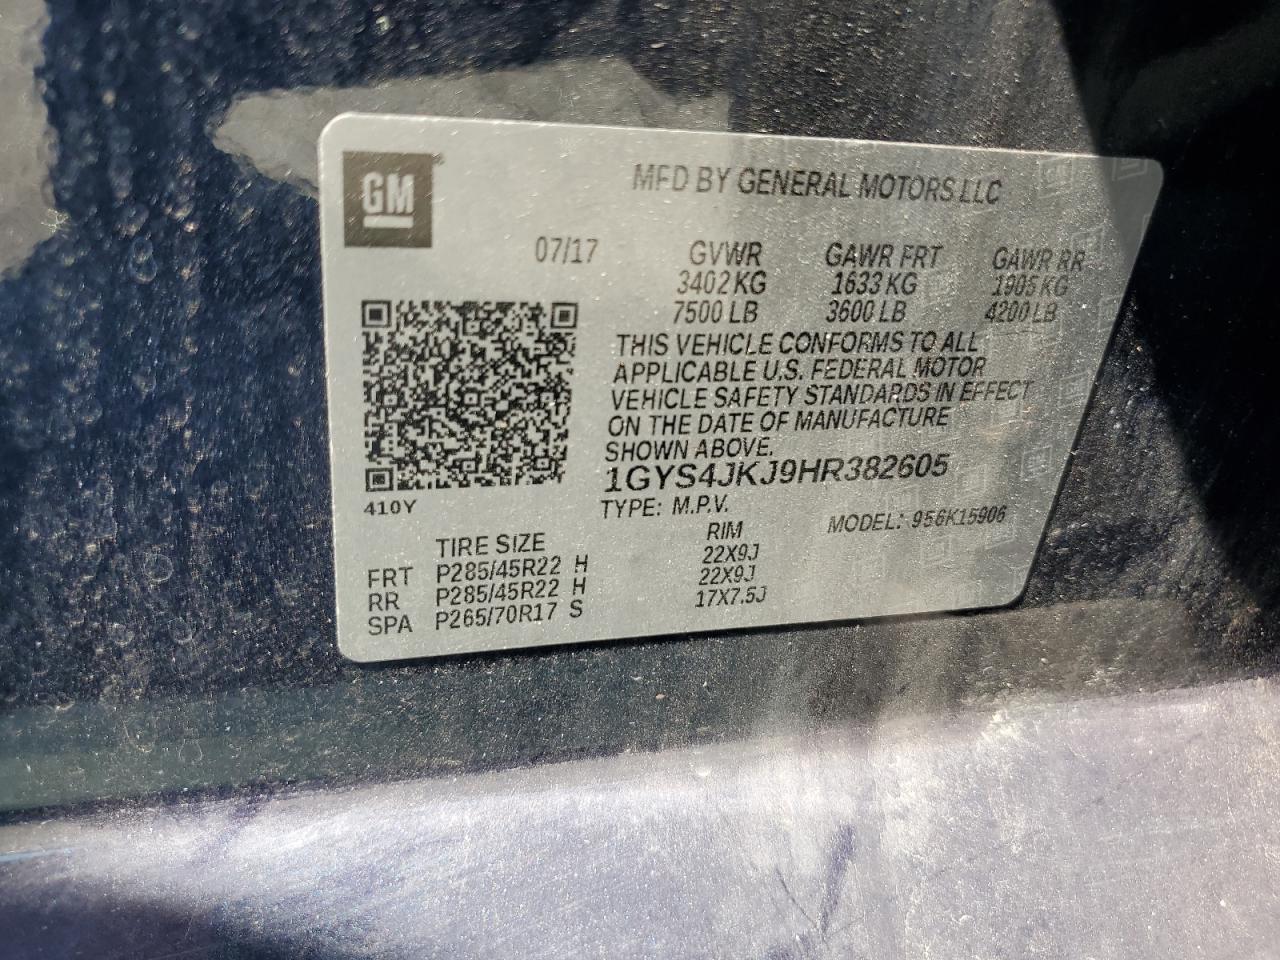 GM®
MFD BY GENERAL MOTORS LLC
07/17 GVWR GAWR FRT GAWR RR
3402 KG 1633 KG 1905 KG
7500 LB 3600 LB 4200 LB
THIS VEHICLE CONFORMS TO ALL
APPLICABLE U.S. FEDERAL MOTOR
VEHICLE SAFETY STANDARDS IN EFFECT
ON THE DATE OF MANUFACTURE
SHOWN ABOVE.
1GYS4JKJ9HR382605
410Y
TYPE: M.P.V. MODEL: 956K15906
TIRE SIZE RIM
FRT P285/45R22 H 22X9J
RR P285/45R22 H 22X9J
SPA P265/70R17 S 17X7.5J